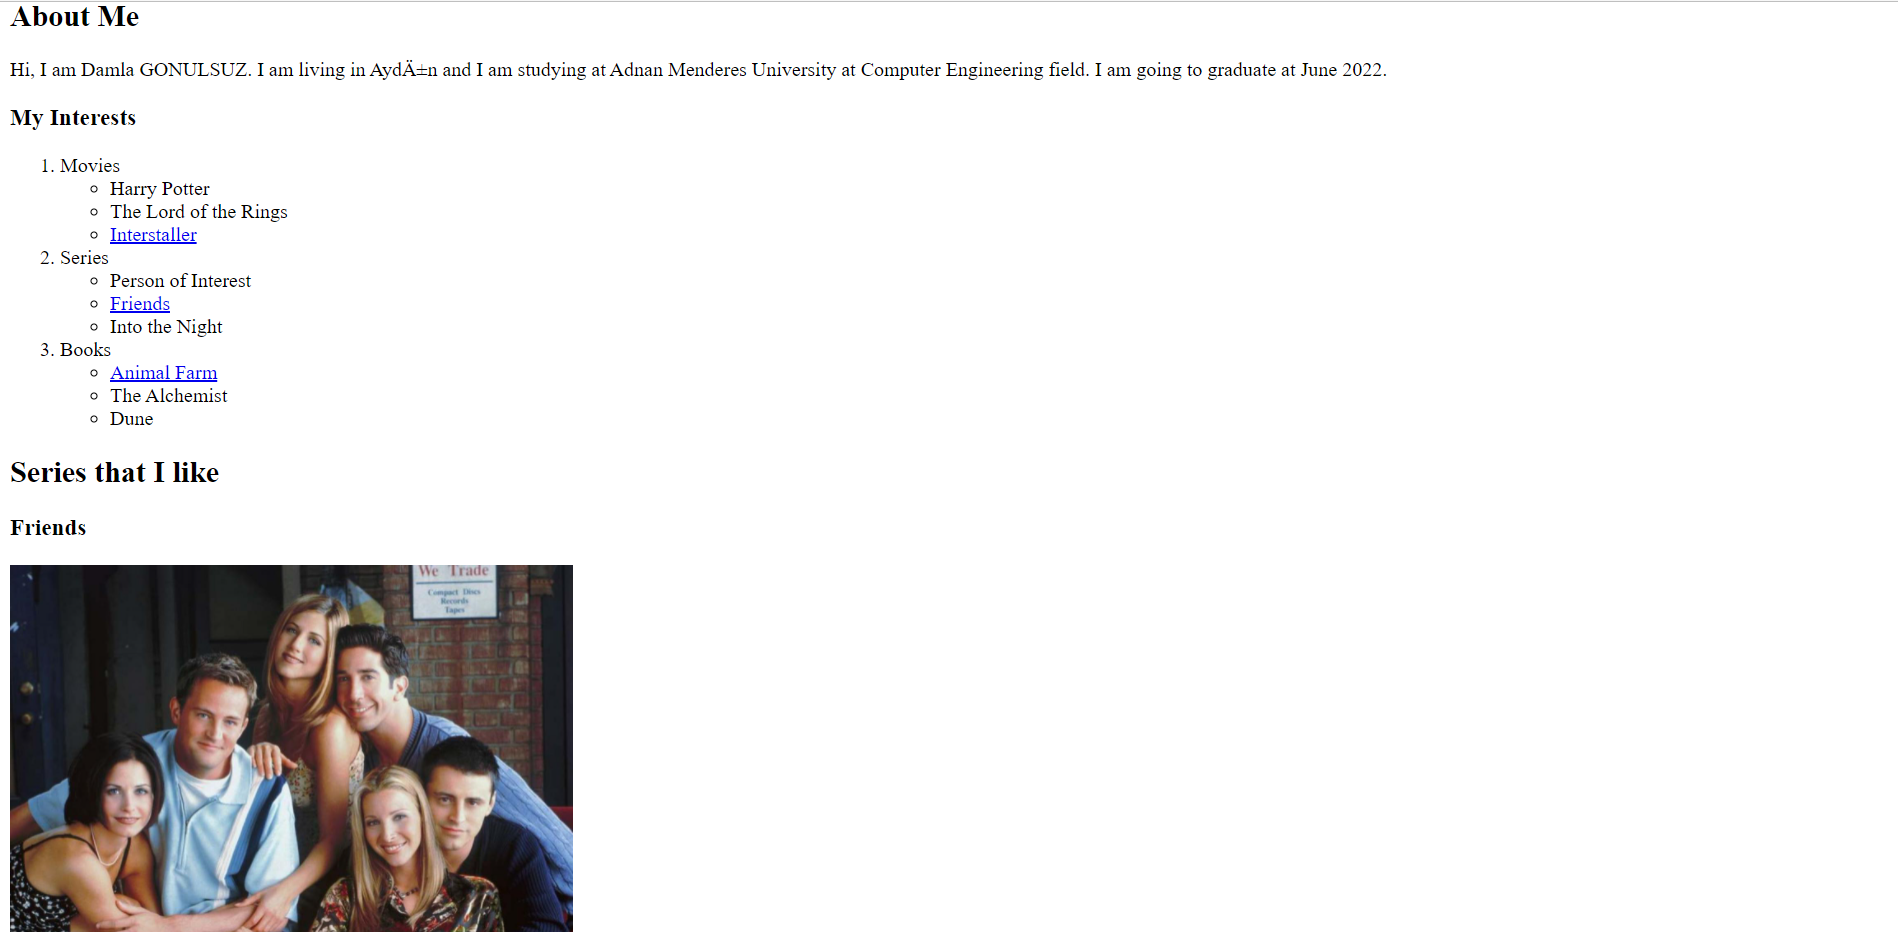 About Me
Hi, I am Damla GONULSUZ. I am living in AydÄ±n and I am studying at Adnan Menderes University at Computer Engineering field. I am going to graduate at June 2022.
My Interests
1. Movies
Harry Potter
The Lord of the Rings
Interstaller
2. Series
Person of Interest
Friends
Into the Night
3. Books
Animal Farm
The Alchemist
Dune
Series that I like
Friends
We Trade
Compact Discs
Records
Tapes